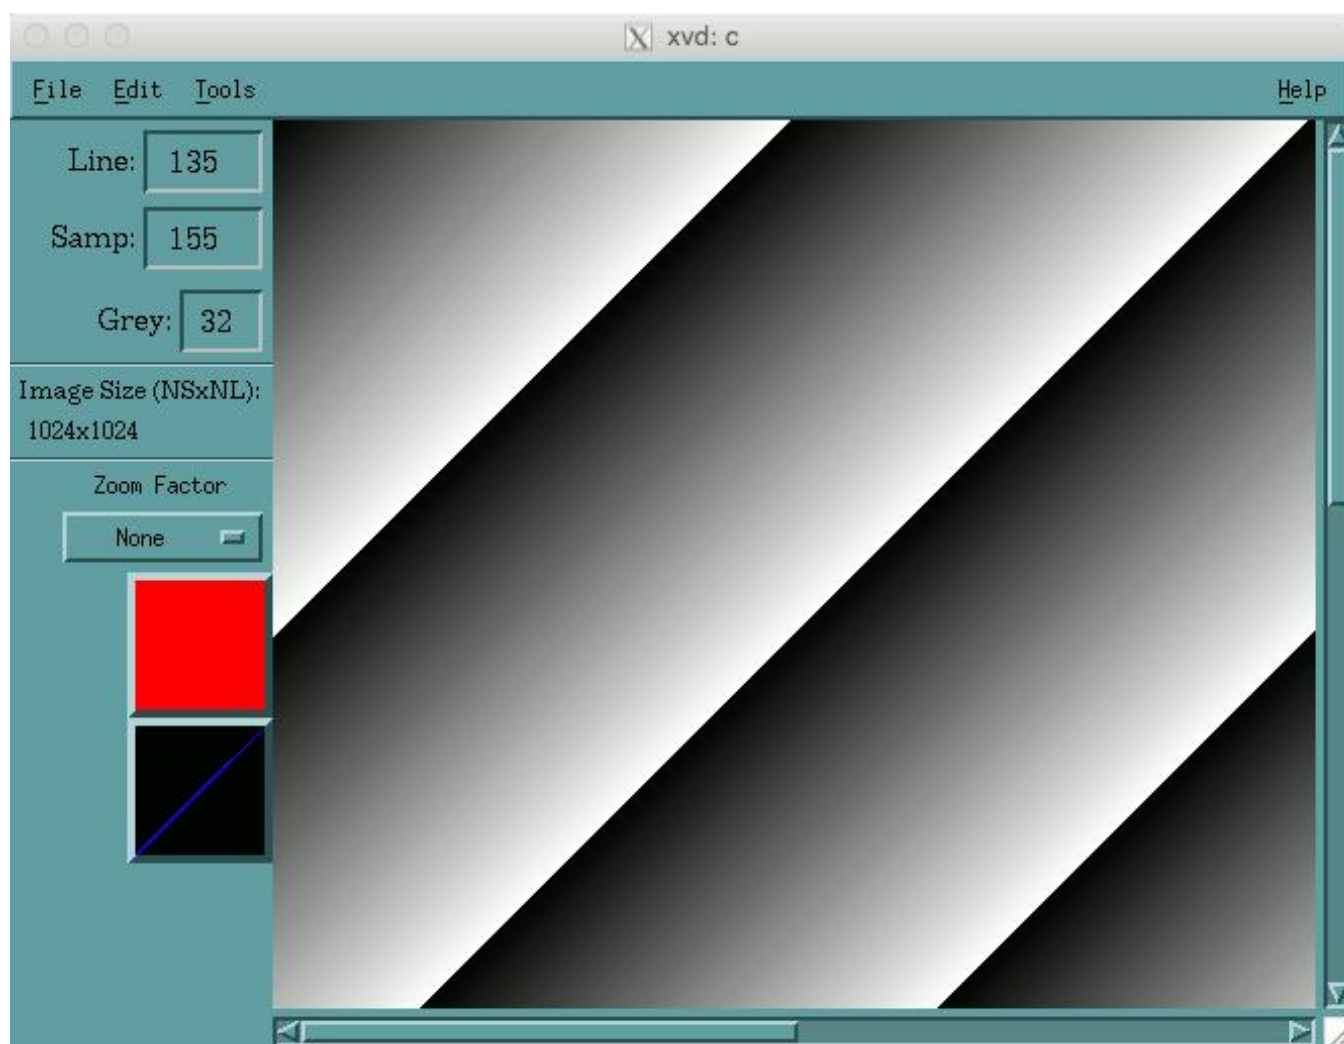 xvd: c
File Edit Tools Help
Line: 135
Samp: 155
Grey: 32
Image Size (NSxNL):
1024x1024
Zoom Factor
None